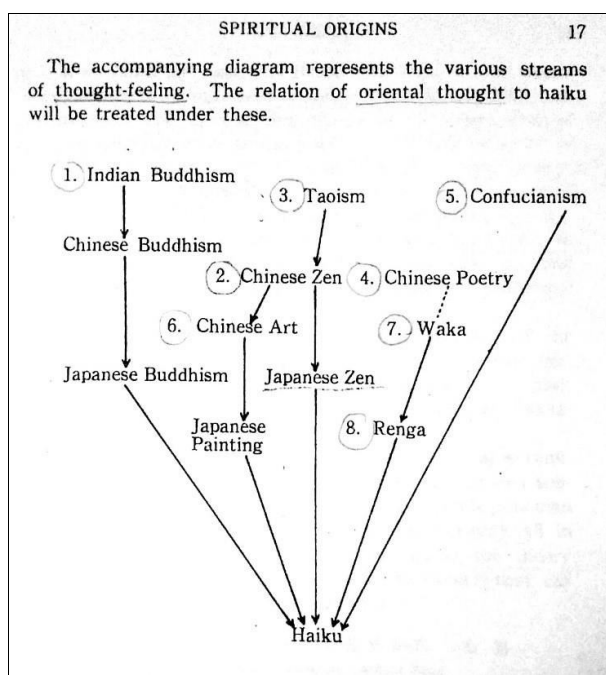 SPIRITUAL ORIGINS 17
The accompanying diagram represents the various streams
of thought-feeling. The relation of oriental thought to haiku
will be treated under these.
1. Indian Buddhism
3. Taoism
5. Confucianism
Chinese Buddhism
2. Chinese Zen
4. Chinese Poetry
6. Chinese Art
7. Waka
Japanese Buddhism
Japanese Zen
Japanese
Painting
8. Renga
Haiku